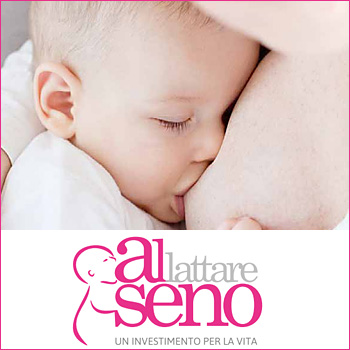 allattare
seno
UN INVESTIMENTO PER LA VITA